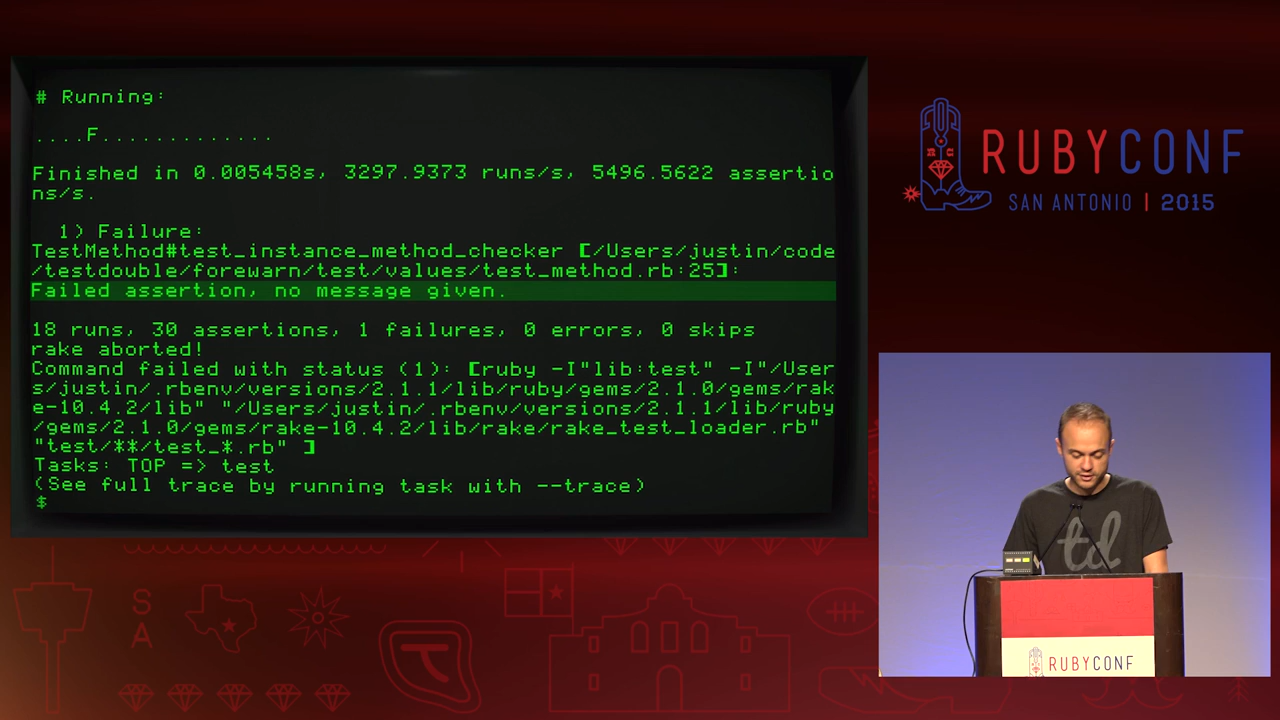 # Running:
....F.............
Finished in 0.005458s, 3297.9373 runs/s, 5496.5622 assertio
ns/s.
1) Failure:
TestMethod#test_instance_method_checker [/Users/justin/code
/testdouble/forewarn/test/values/test_method.rb:25]:
Failed assertion, no message given.
18 runs, 30 assertions, 1 failures, 0 errors, 0 skips
rake aborted!
Command failed with status (1): [ruby -I"lib:test" -I"/User
s/justin/.rbenv/versions/2.1.1/lib/ruby/gems/2.1.0/gems/rak
e-10.4.2/lib" "/Users/justin/.rbenv/versions/2.1.1/lib/ruby
/gems/2.1.0/gems/rake-10.4.2/lib/rake/rake_test_loader.rb"
"test/**/test_*.rb" ]
Tasks: TOP => test
(See full trace by running task with --trace)
$
RUBYCONF
SAN ANTONIO | 2015
td
RUBYCONF
S
A